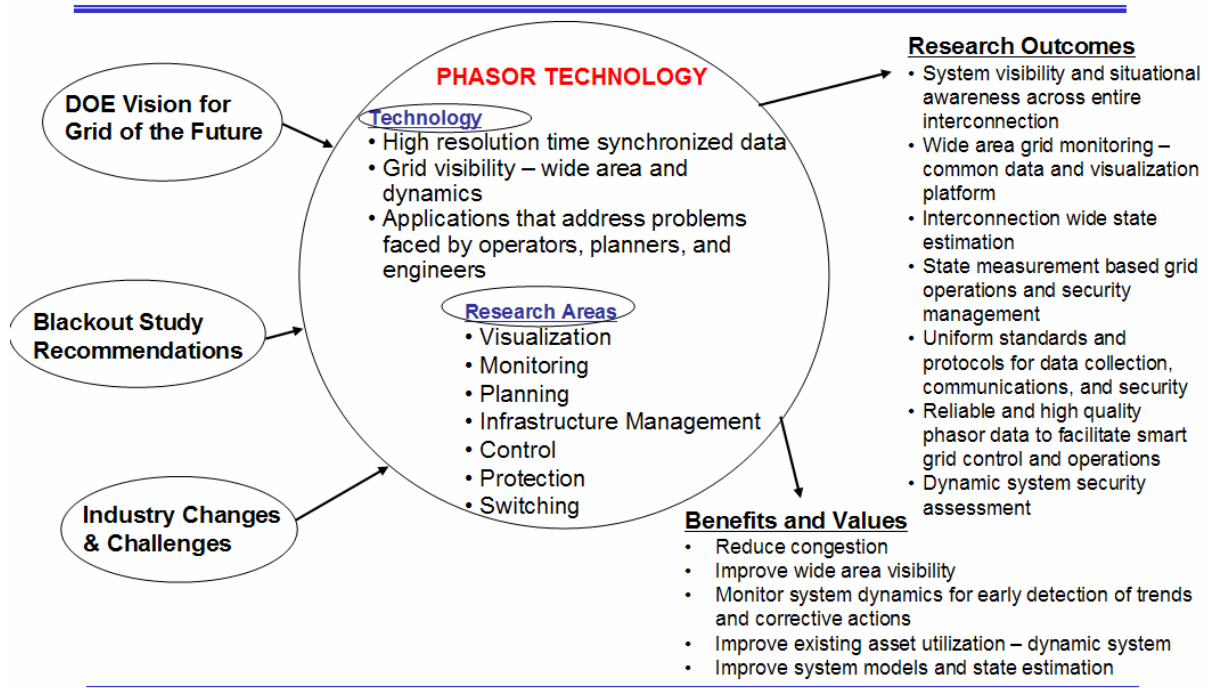 DOE Vision for
Grid of the Future
Blackout Study
Recommendations
Industry Changes
& Challenges
PHASOR TECHNOLOGY
Technology
• High resolution time synchronized data
• Grid visibility – wide area and
dynamics
• Applications that address problems
faced by operators, planners, and
engineers
Research Areas
• Visualization
• Monitoring
• Planning
• Infrastructure Management
• Control
• Protection
• Switching
Research Outcomes
• System visibility and situational
awareness across entire
interconnection
• Wide area grid monitoring –
common data and visualization
platform
• Interconnection wide state
estimation
• State measurement based grid
operations and security
management
• Uniform standards and
protocols for data collection,
communications, and security
• Reliable and high quality
phasor data to facilitate smart
grid control and operations
• Dynamic system security
assessment
Benefits and Values
• Reduce congestion
• Improve wide area visibility
• Monitor system dynamics for early detection of trends
and corrective actions
• Improve existing asset utilization – dynamic system
• Improve system models and state estimation